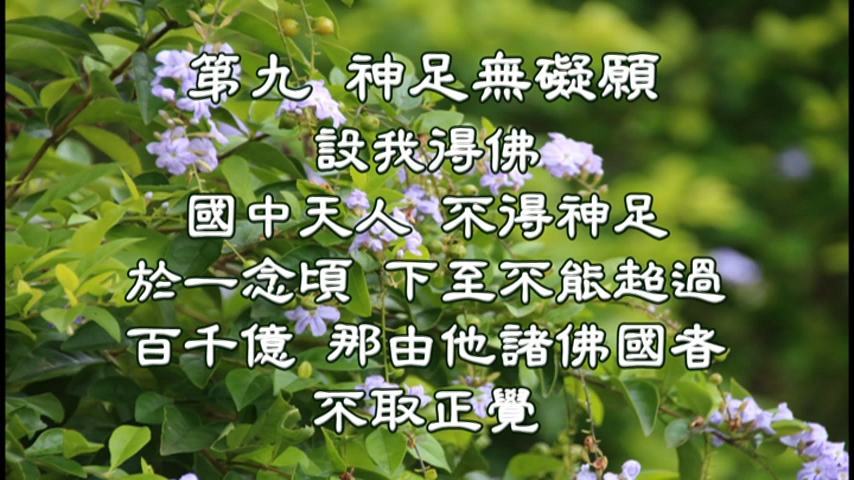 第九 神足無礙願
設我得佛
國中天人 不得神足
於一念頃 下至不能超過
百千億 那由他諸佛國者
不取正覺